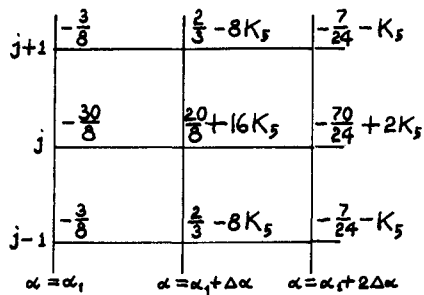 j+1 -3/8 2/3 -8K₅ -7/24 -K₅
j -30/8 20/8 +16K₅ -70/24 +2K₅
j-1 -3/8 2/3 -8K₅ -7/24 -K₅
α=α₁ α=α₁+Δα α=α₁+2Δα